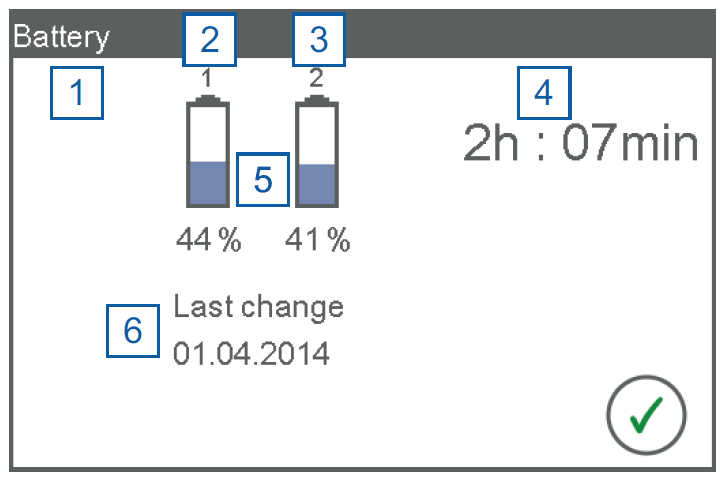 Battery 2 3
1 1 2 4
2h : 07min
5
44 % 41 %
Last change
6
01.04.2014